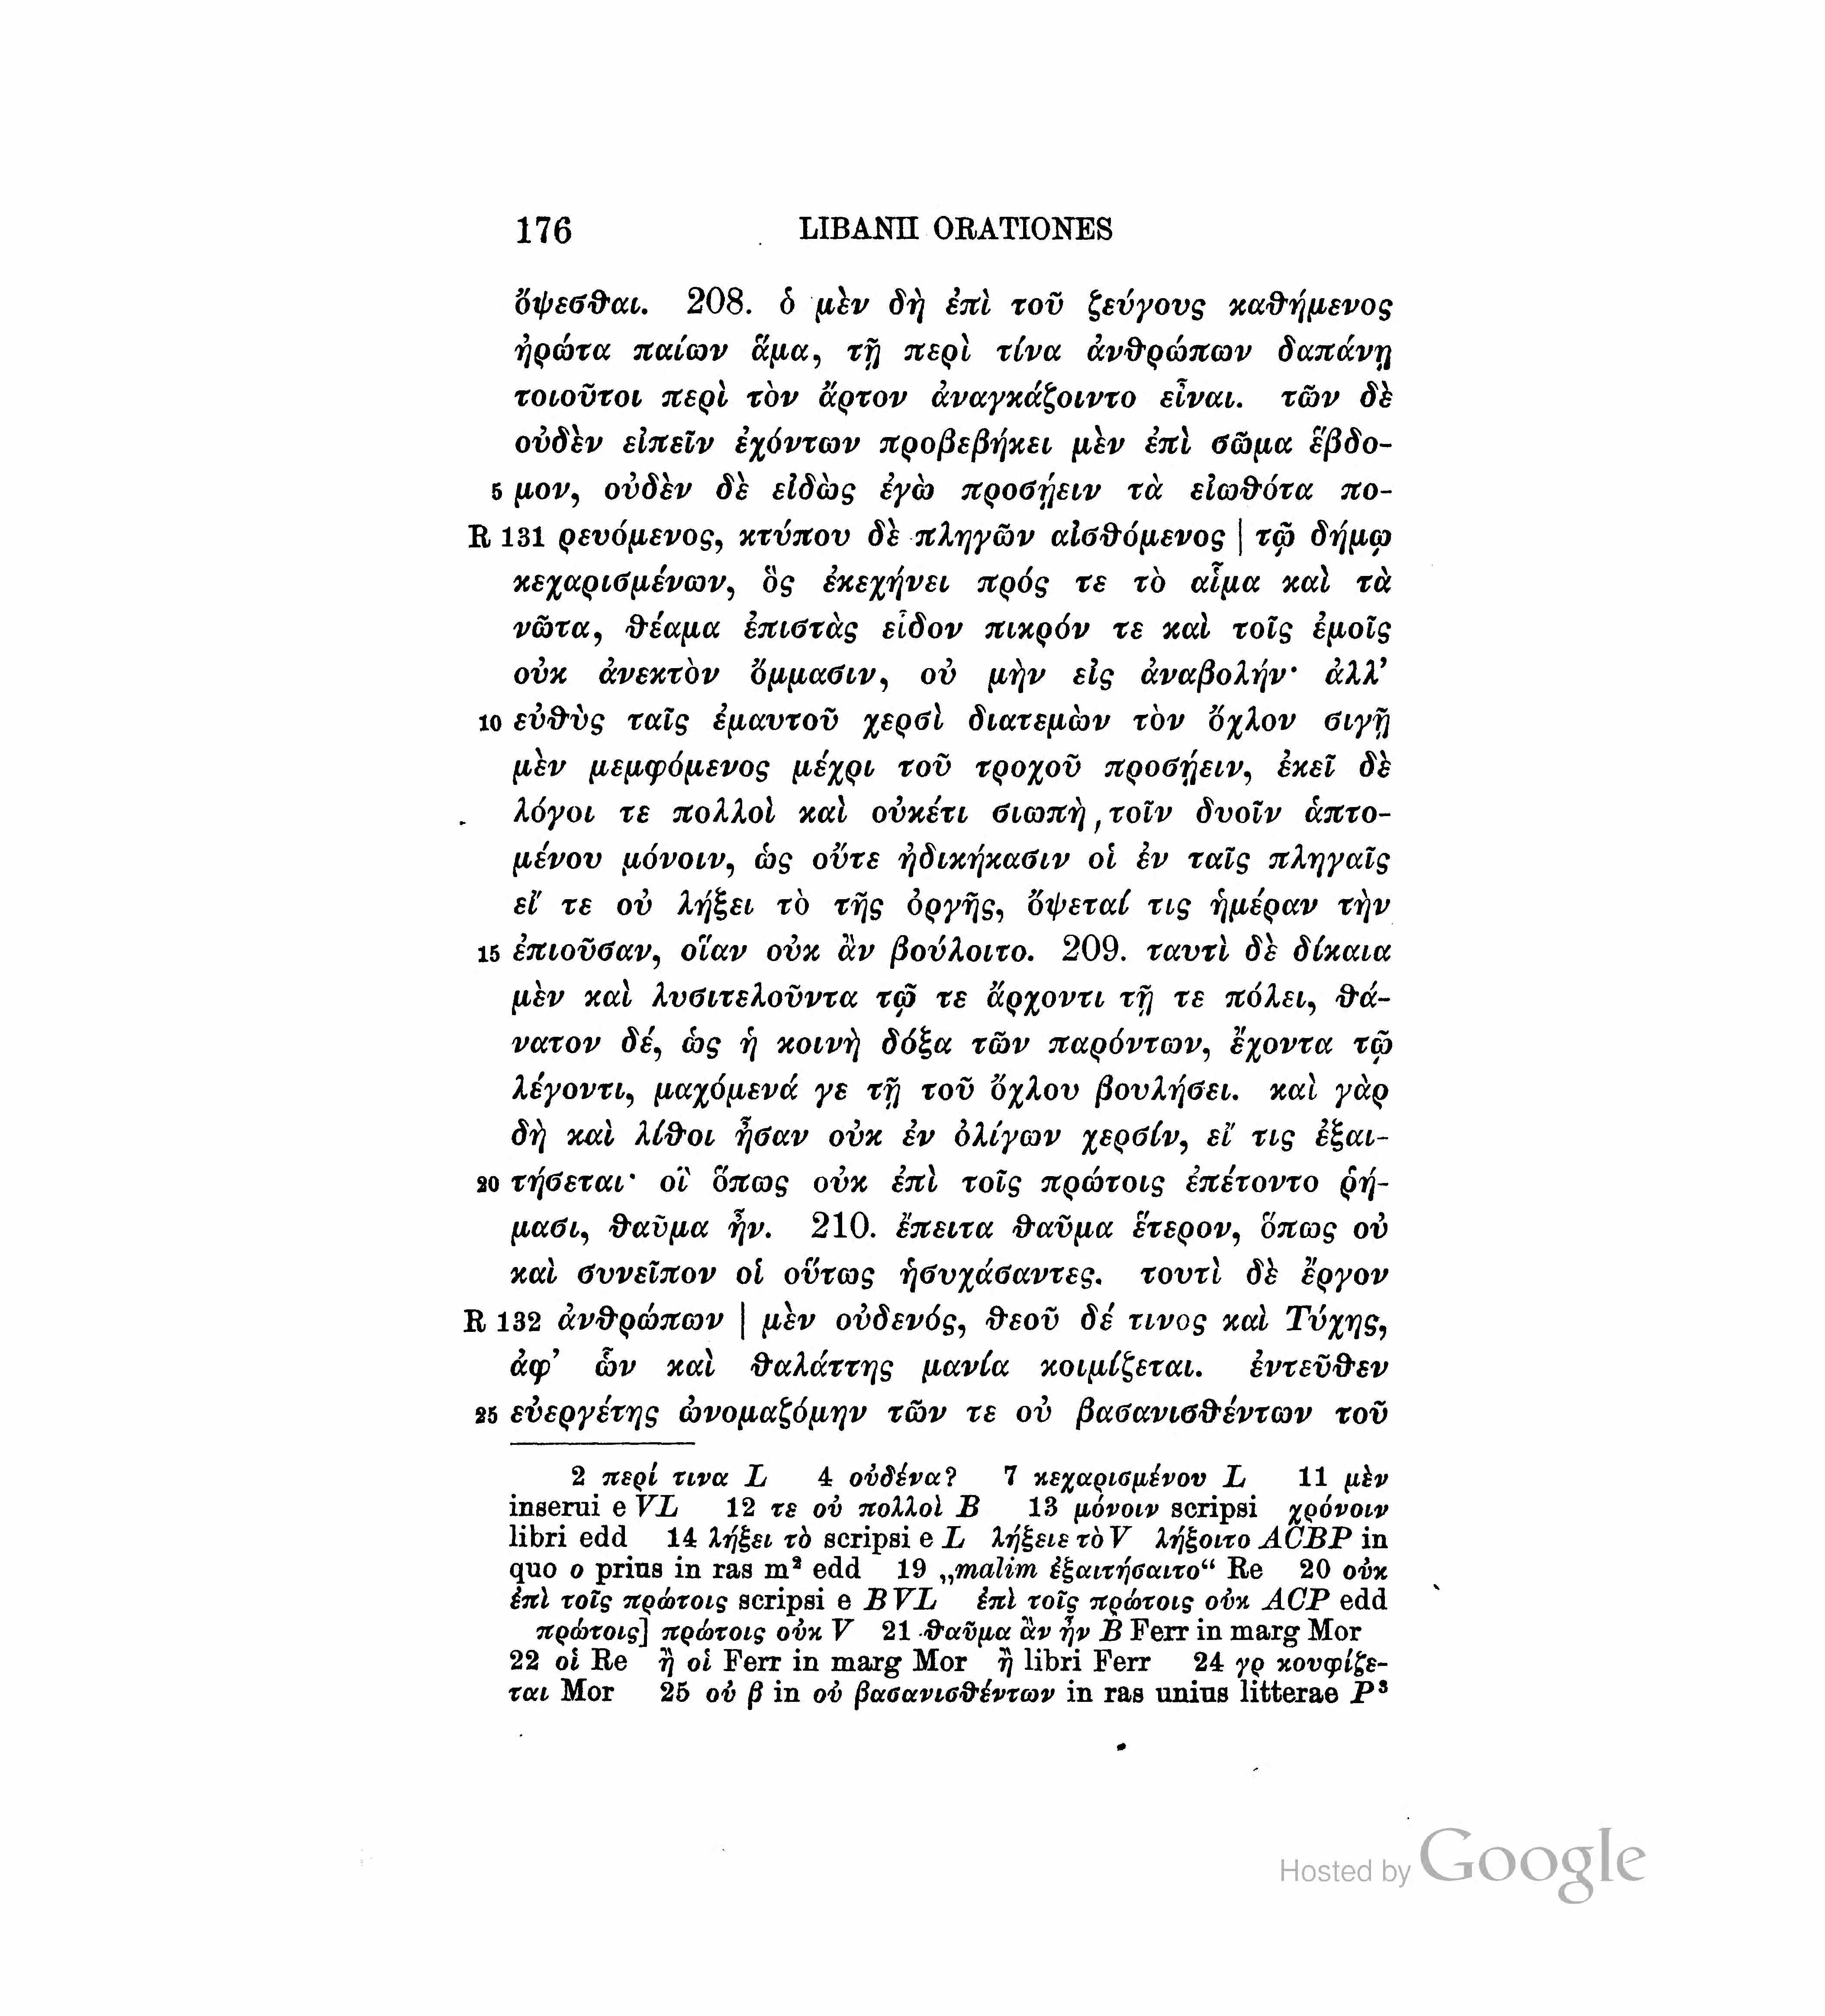 176 LIBANII ORATIONES
ὄψεσθαι. 208. ὁ μὲν δὴ ἐπὶ τοῦ ζεύγους καθήμενος
ἠρώτα παίων ἅμα, τῇ περὶ τίνα ἀνθρώπων δαπάνῃ
τοιοῦτοι περὶ τὸν ἄρτον ἀναγκάζοιντο εἶναι. τῶν δὲ
οὐδὲν εἰπεῖν ἐχόντων προβεβήκει μὲν ἐπὶ σῶμα ἕβδο-
5 μον, οὐδὲν δὲ εἰδὼς ἐγὼ προσῄειν τὰ εἰωθότα πο-
R 131 ρευόμενος, κτύπου δὲ πληγῶν αἰσθόμενος | τῷ δήμῳ
κεχαρισμένων, ὃς ἐκεχήνει πρός τε τὸ αἷμα καὶ τὰ
νῶτα, θέαμα ἐπιστὰς εἶδον πικρόν τε καὶ τοῖς ἐμοῖς
οὐκ ἀνεκτὸν ὄμμασιν, οὐ μὴν εἰς ἀναβολήν· ἀλλ’
10 εὐθὺς ταῖς ἐμαυτοῦ χερσὶ διατεμὼν τὸν ὄχλον σιγῇ
μὲν μεμφόμενος μέχρι τοῦ τροχοῦ προσῄειν, ἐκεῖ δὲ
λόγοι τε πολλοὶ καὶ οὐκέτι σιωπὴ, τοῖν δυοῖν ἁπτο-
μένου μόνοιν, ὡς οὔτε ἠδικήκασιν οἱ ἐν ταῖς πληγαῖς
εἴ τε οὐ λήξει τὸ τῆς ὀργῆς, ὄψεταί τις ἡμέραν τὴν
15 ἐπιοῦσαν, οἵαν οὐκ ἂν βούλοιτο. 209. ταυτὶ δὲ δίκαια
μὲν καὶ λυσιτελοῦντα τῷ τε ἄρχοντι τῇ τε πόλει, θά-
νατον δέ, ὡς ἡ κοινὴ δόξα τῶν παρόντων, ἔχοντα τῷ
λέγοντι, μαχόμενά γε τῇ τοῦ ὄχλου βουλήσει. καὶ γὰρ
δὴ καὶ λίθοι ἦσαν οὐκ ἐν ὀλίγων χερσίν, εἴ τις ἐξαι-
20 τήσεται· οἳ ὅπως οὐκ ἐπὶ τοῖς πρώτοις ἐπέτοντο ῥή-
μασι, θαῦμα ἦν. 210. ἔπειτα θαῦμα ἕτερον, ὅπως οὐ
καὶ συνεῖπον οἱ οὕτως ἡσυχάσαντες. τουτὶ δὲ ἔργον
R 132 ἀνθρώπων | μὲν οὐδενός, θεοῦ δέ τινος καὶ Τύχης,
ἀφ’ ὧν καὶ θαλάττης μανία κοιμίζεται. ἐντεῦθεν
25 εὐεργέτης ὠνομαζόμην τῶν τε οὐ βασανισθέντων τοῦ
2 περί τινα L 4 οὐδένα? 7 κεχαρισμένου L 11 μὲν
inserui e VL 12 τε οὐ πολλοὶ B 13 μόνοιν scripsi χρόνοιν
libri edd 14 λήξει τὸ scripsi e L λήξειε τὸ V λήξοιτο ACBP in
quo o prius in ras m² edd 19 „malim ἐξαιτήσαιτο“ Re 20 οὐκ
ἐπὶ τοῖς πρώτοις scripsi e BVL ἐπὶ τοῖς πρώτοις οὐκ ACP edd
πρώτοις] πρώτοις οὐκ V 21 θαῦμα ἂν ἦν B Ferr in marg Mor
22 οἱ Re ἢ οἱ Ferr in marg Mor ἢ libri Ferr 24 γρ κουφίζε-
ται Mor 25 οὐ β in οὐ βασανισθέντων in ras unius litterae P³
Hosted by Google